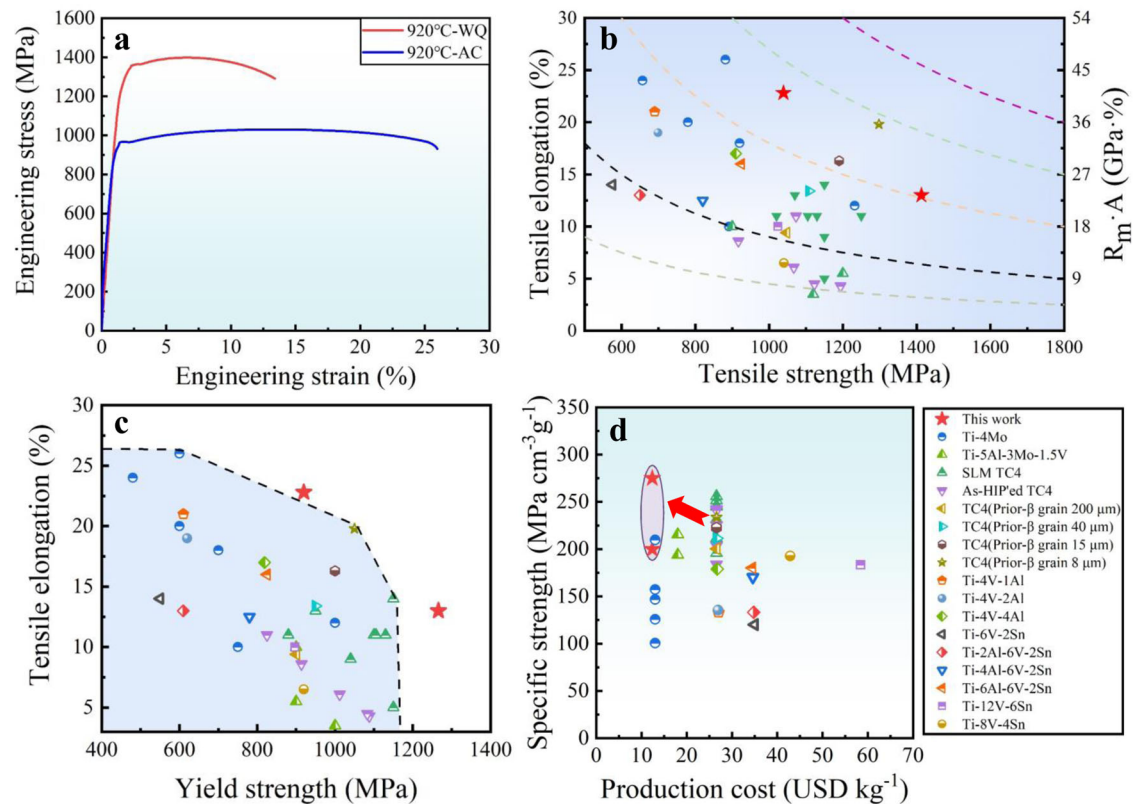 a
920℃-WQ
920℃-AC
1600
1400
1200
1000
800
600
400
200
0
0 5 10 15 20 25 30
Engineering stress (MPa)
Engineering strain (%)
b
30
25
20
15
10
5
0
600 800 1000 1200 1400 1600 1800
54
45
36
27
18
9
Tensile elongation (%)
Tensile strength (MPa)
Rm·A (GPa·%)
c
30
25
20
15
10
5
400 600 800 1000 1200 1400
Tensile elongation (%)
Yield strength (MPa)
d
350
300
250
200
150
100
50
0
0 10 20 30 40 50 60 70
Specific strength (MPa cm-3g-1)
Production cost (USD kg-1)
This work
Ti-4Mo
Ti-5Al-3Mo-1.5V
SLM TC4
As-HIP'ed TC4
TC4(Prior-β grain 200 μm)
TC4(Prior-β grain 40 μm)
TC4(Prior-β grain 15 μm)
TC4(Prior-β grain 8 μm)
Ti-4V-1Al
Ti-4V-2Al
Ti-4V-4Al
Ti-6V-2Sn
Ti-2Al-6V-2Sn
Ti-4Al-6V-2Sn
Ti-6Al-6V-2Sn
Ti-12V-6Sn
Ti-8V-4Sn